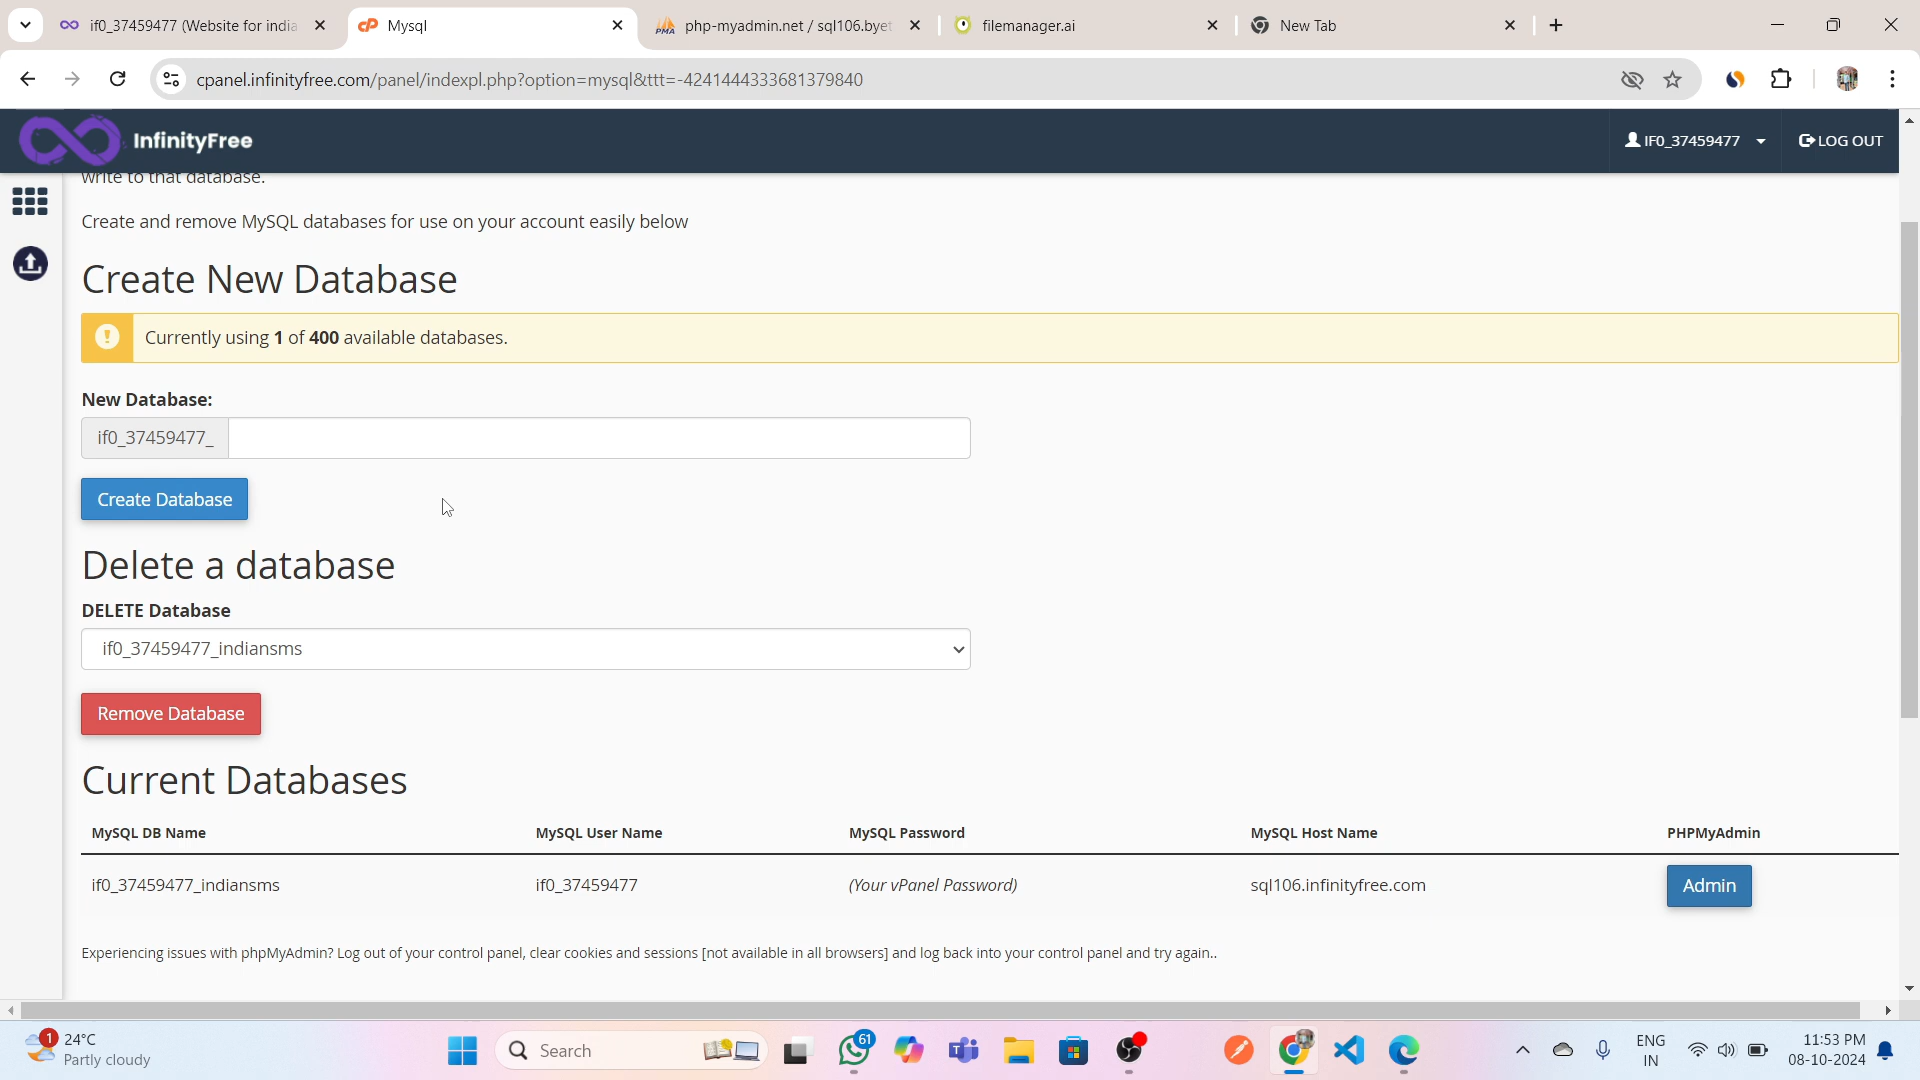 if0_37459477 (Website for india
Mysql
php-myadmin.net / sql106.byet
filemanager.ai
New Tab
cpanel.infinityfree.com/panel/indexpl.php?option=mysql&ttt=-4241444333681379840
InfinityFree
IF0_37459477
LOG OUT
write to that database.
Create and remove MySQL databases for use on your account easily below
Create New Database
Currently using 1 of 400 available databases.
New Database:
if0_37459477_
Create Database
Delete a database
DELETE Database
if0_37459477_indiansms
Remove Database
Current Databases
MySQL DB Name MySQL User Name MySQL Password MySQL Host Name PHPMyAdmin
if0_37459477_indiansms if0_37459477 (Your vPanel Password) sql106.infinityfree.com Admin
Experiencing issues with phpMyAdmin? Log out of your control panel, clear cookies and sessions [not available in all browsers] and log back into your control panel and try again..
1
24°C
Partly cloudy
Search
61
ENG
IN
11:53 PM
08-10-2024